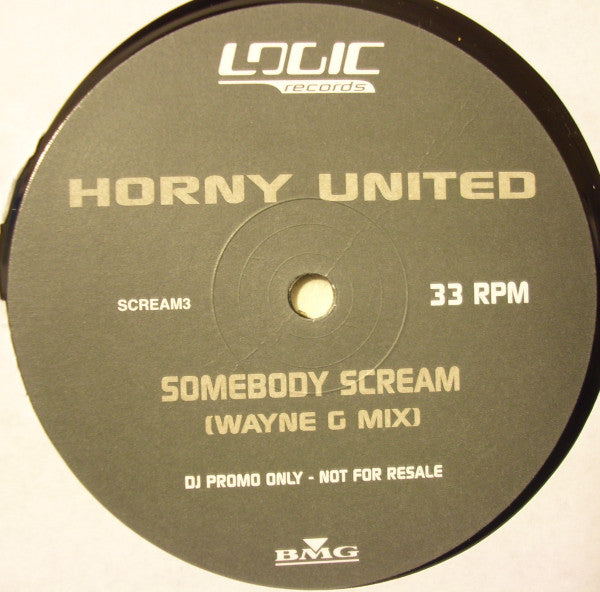 LOGIC
records
HORNY UNITED
SCREAM3
33 RPM
SOMEBODY SCREAM
(WAYNE G MIX)
DJ PROMO ONLY - NOT FOR RESALE
BMG